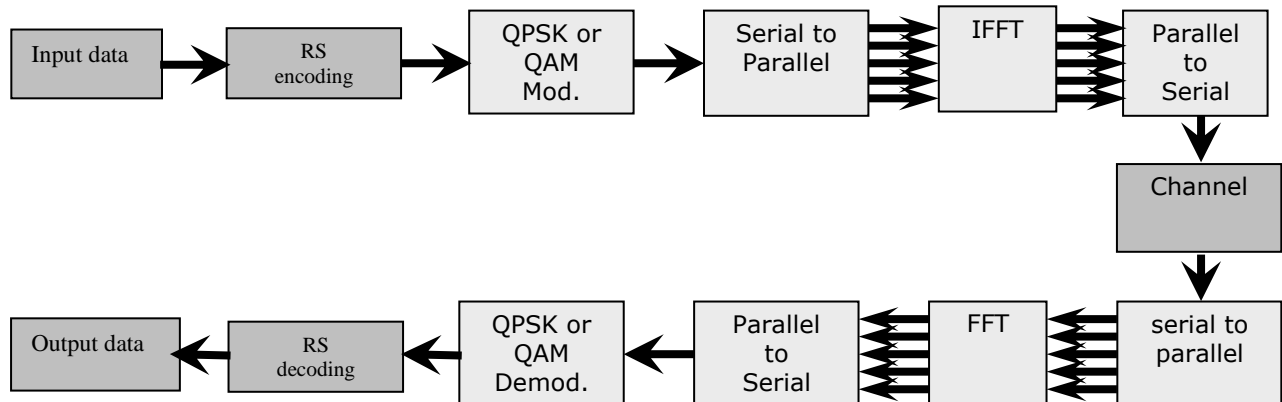 Input data
RS
encoding
QPSK or
QAM
Mod.
Serial to
Parallel
IFFT
Parallel
to
Serial
Channel
Output data
RS
decoding
QPSK or
QAM
Demod.
Parallel
to
Serial
FFT
serial to
parallel